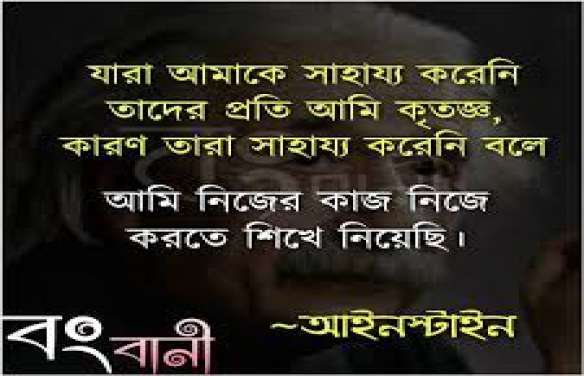 যারা আমাকে সাহায্য করেনি
তাদের প্রতি আমি কৃতজ্ঞ,
কারণ তারা সাহায্য করেনি বলে
আমি নিজের কাজ নিজে
করতে শিখে নিয়েছি।
~আইনস্টাইন
বং বানী